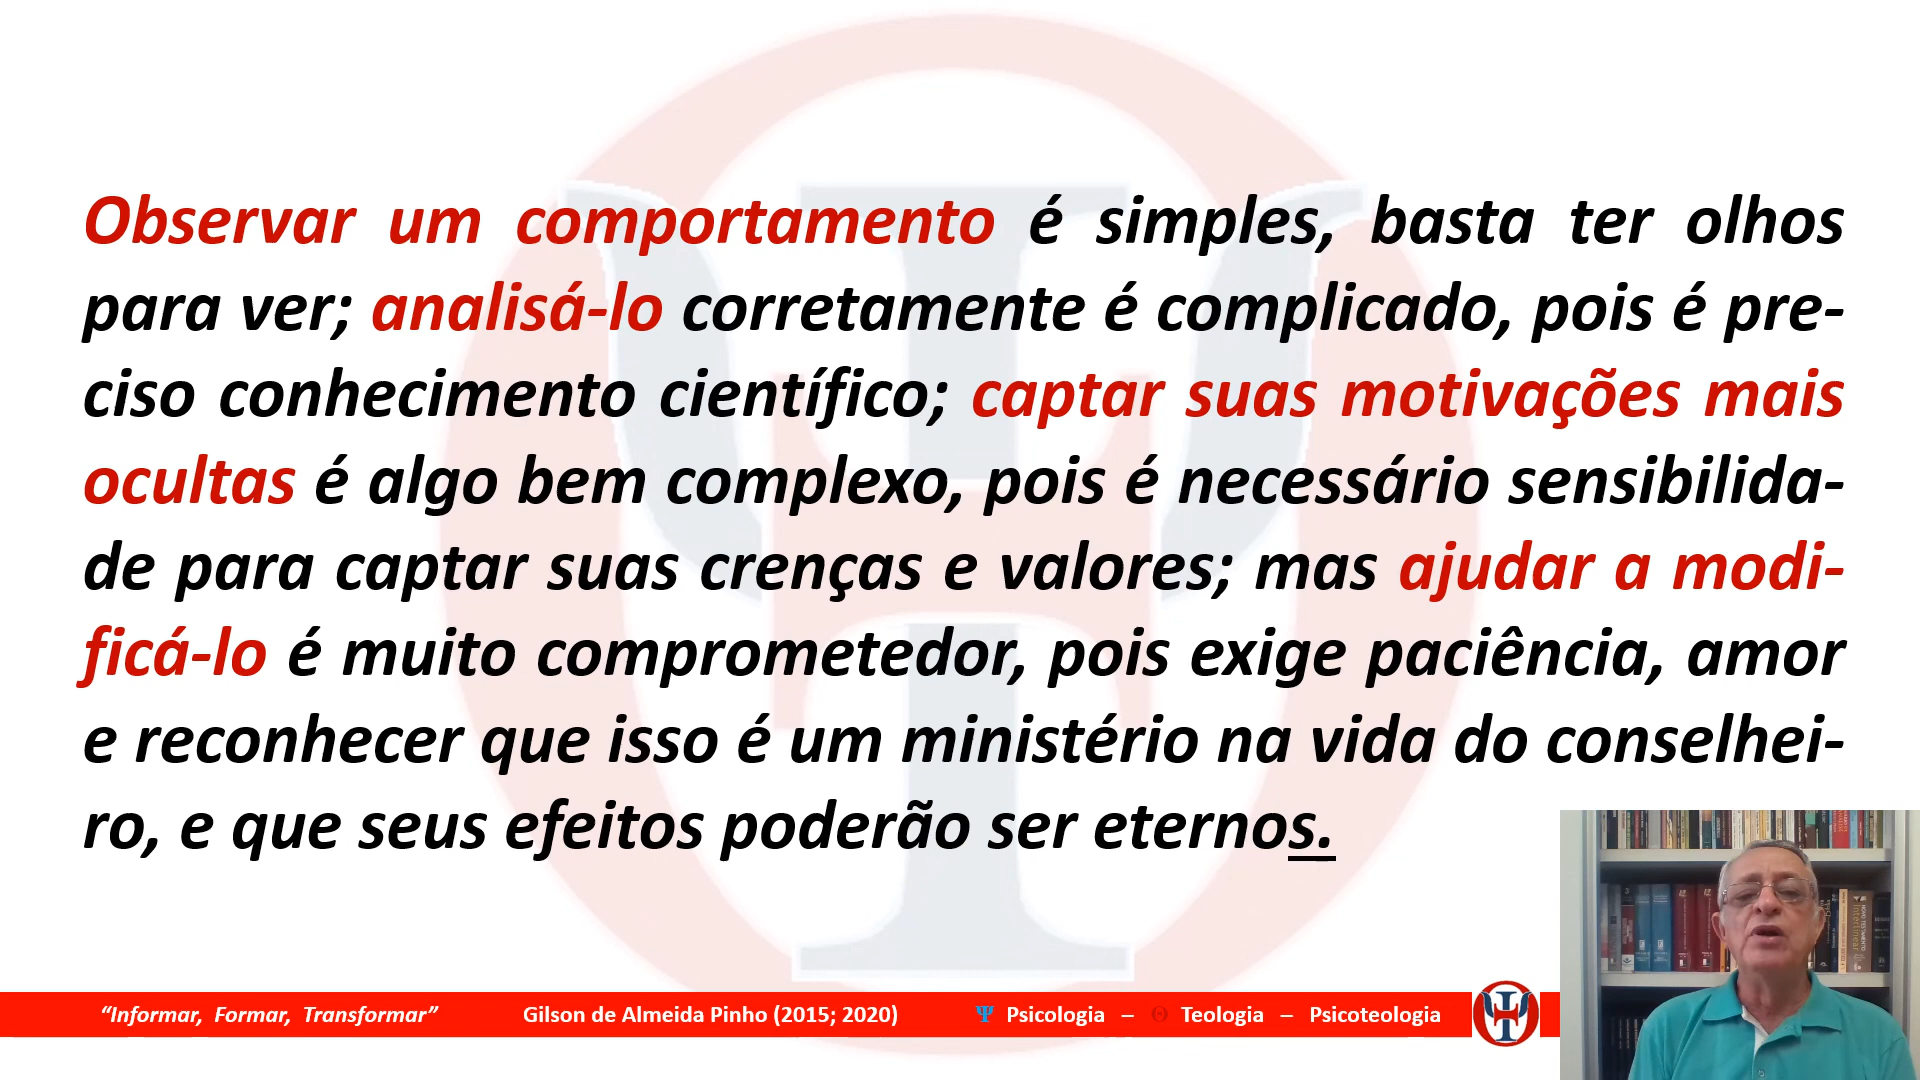 Observar um comportamento é simples, basta ter olhos
para ver; analisá-lo corretamente é complicado, pois é pre-
ciso conhecimento científico; captar suas motivações mais
ocultas é algo bem complexo, pois é necessário sensibilida-
de para captar suas crenças e valores; mas ajudar a modi-
ficá-lo é muito comprometedor, pois exige paciência, amor
e reconhecer que isso é um ministério na vida do conselhei-
ro, e que seus efeitos poderão ser eternos.
“Informar, Formar, Transformar” Gilson de Almeida Pinho (2015; 2020) Ψ Psicologia – Θ Teologia – Psicoteologia
NOVO TESTAMENTO
Interlinear